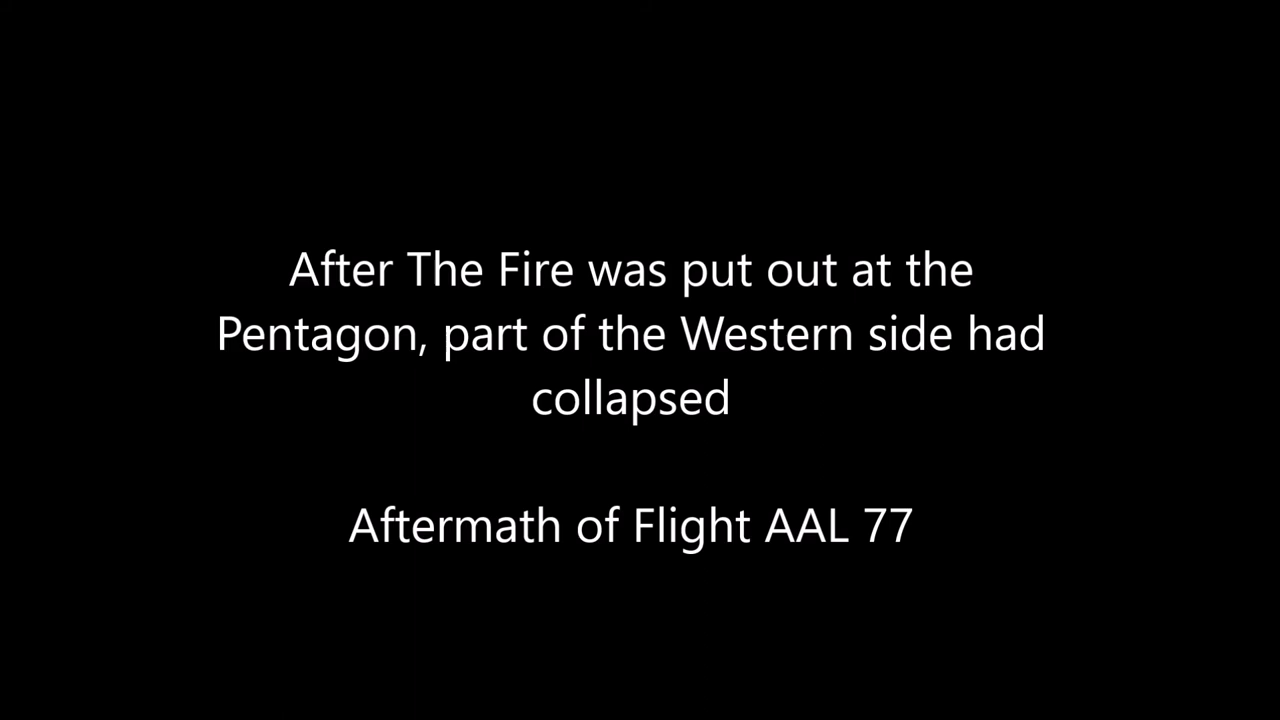 After The Fire was put out at the
Pentagon, part of the Western side had
collapsed
Aftermath of Flight AAL 77